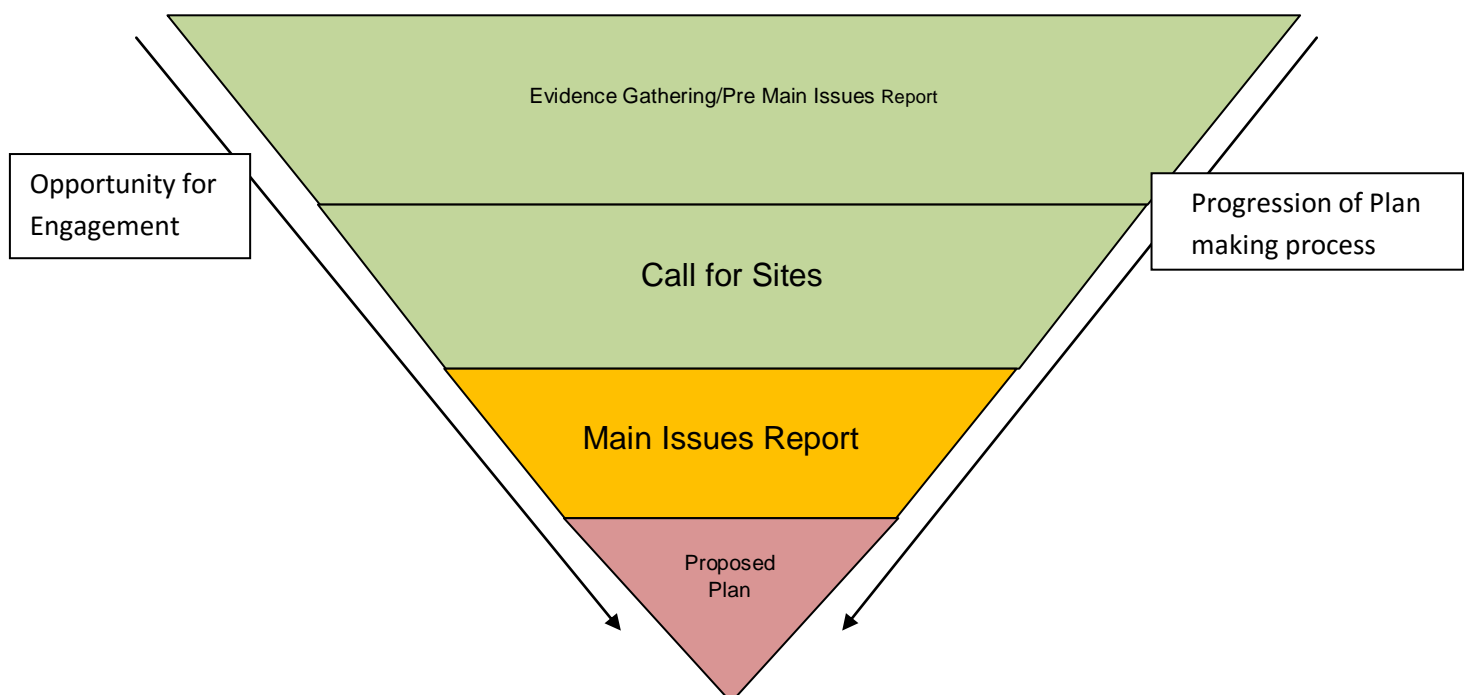 Evidence Gathering/Pre Main Issues Report
Opportunity for
Engagement
Progression of Plan
making process
Call for Sites
Main Issues Report
Proposed
Plan